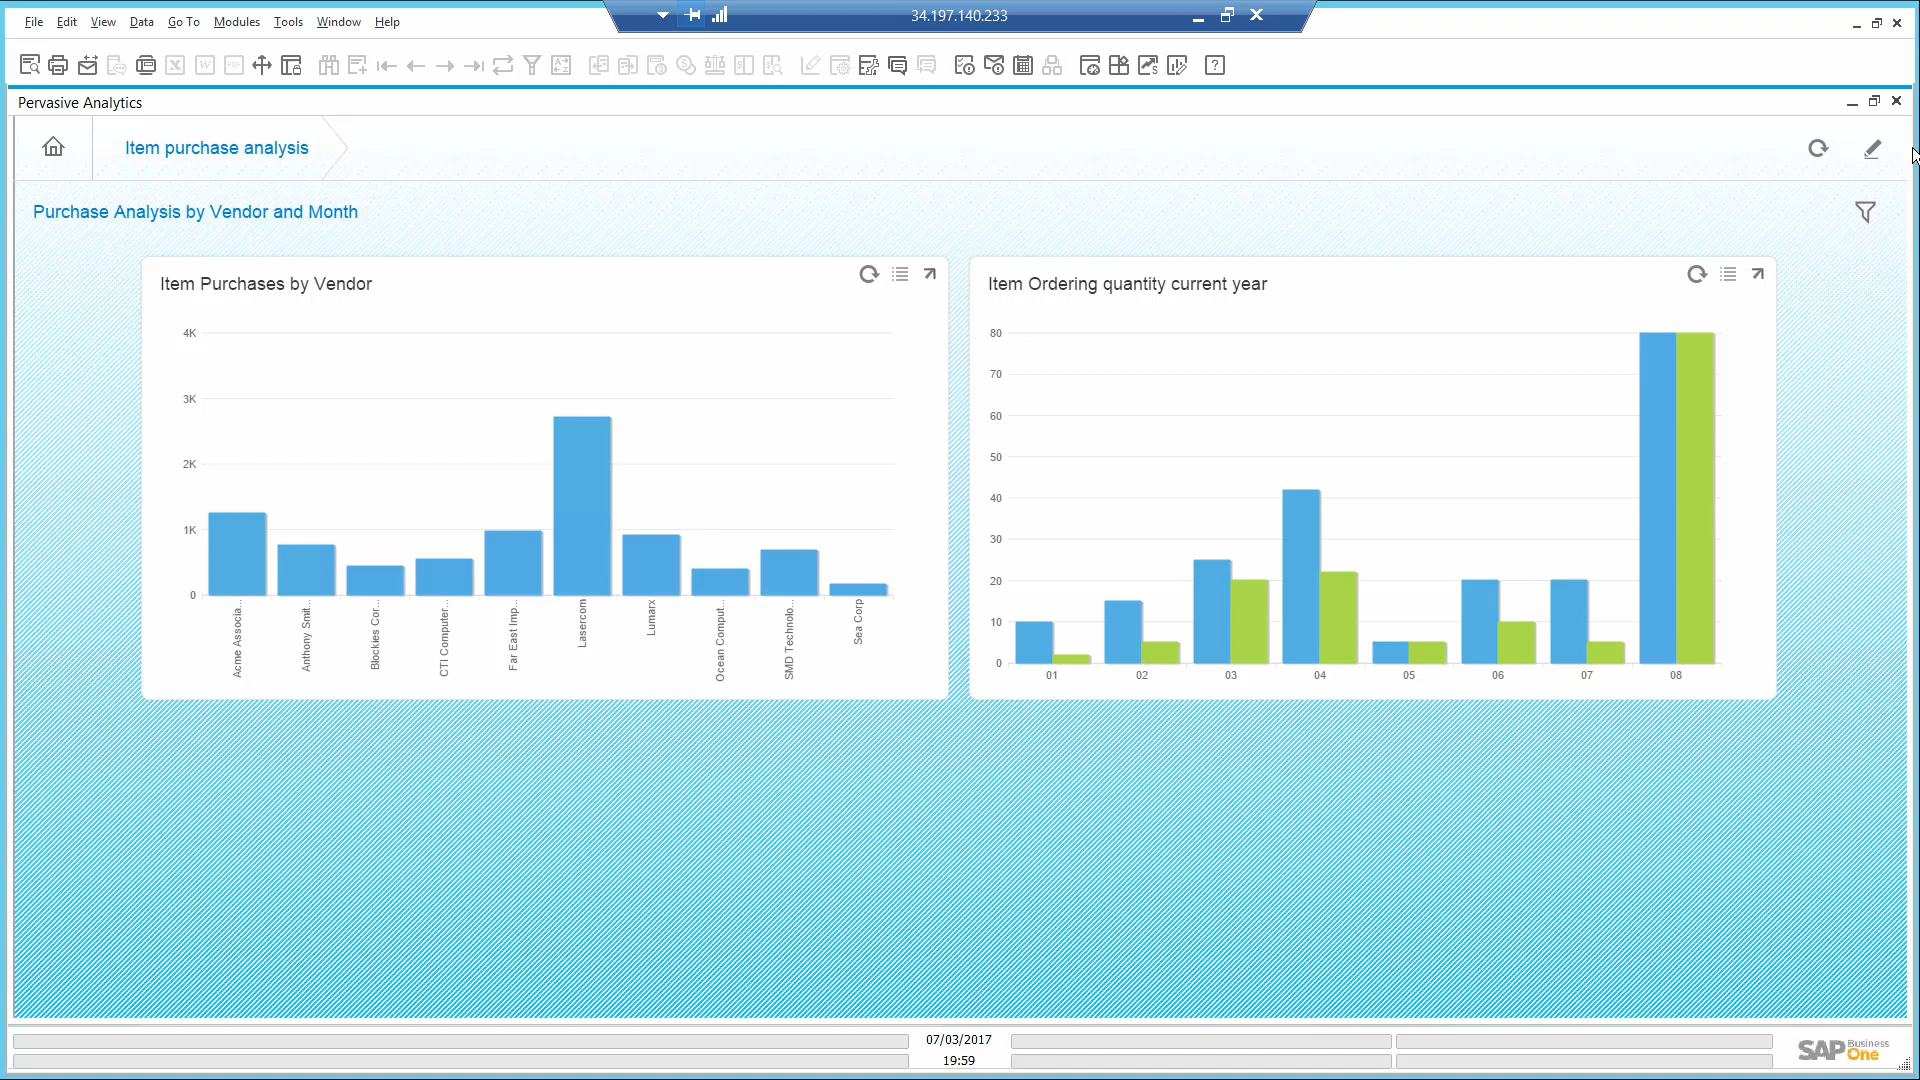 34.197.140.233
File Edit View Data Go To Modules Tools Window Help
Pervasive Analytics
Item purchase analysis
Purchase Analysis by Vendor and Month
Item Purchases by Vendor
4K
3K
2K
1K
0
Acme Associa...
Anthony Smit...
Blockies Cor...
CTI Computer...
Far East Imp...
Lasercom
Lumarx
Ocean Comput...
SMD Technolo...
Sea Corp
Item Ordering quantity current year
80
70
60
50
40
30
20
10
0
01 02 03 04 05 06 07 08
07/03/2017
19:59
SAP Business One